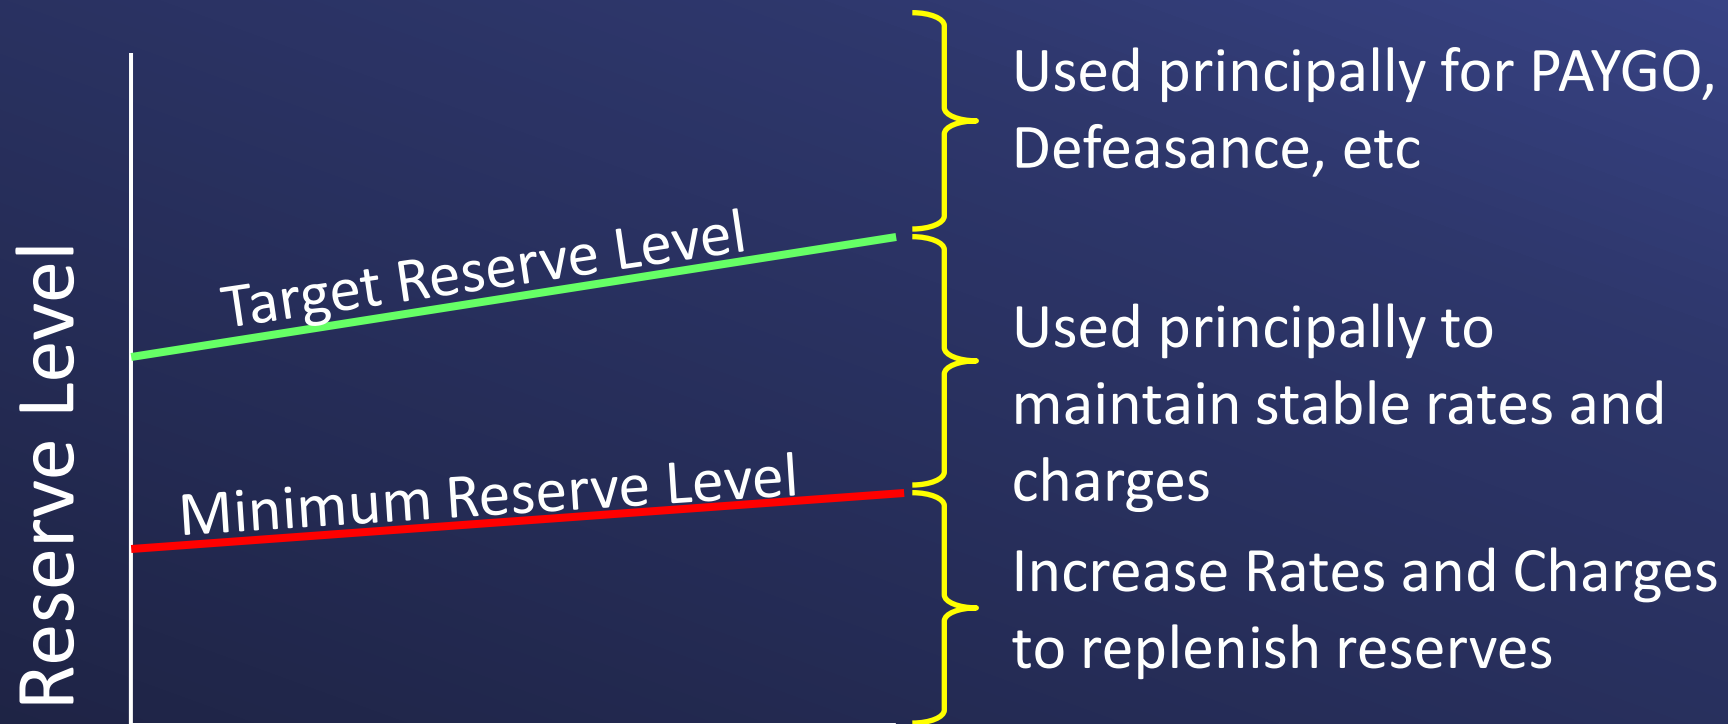 Reserve Level
Target Reserve Level
Minimum Reserve Level
Used principally for PAYGO,
Defeasance, etc
Used principally to
maintain stable rates and
charges
Increase Rates and Charges
to replenish reserves